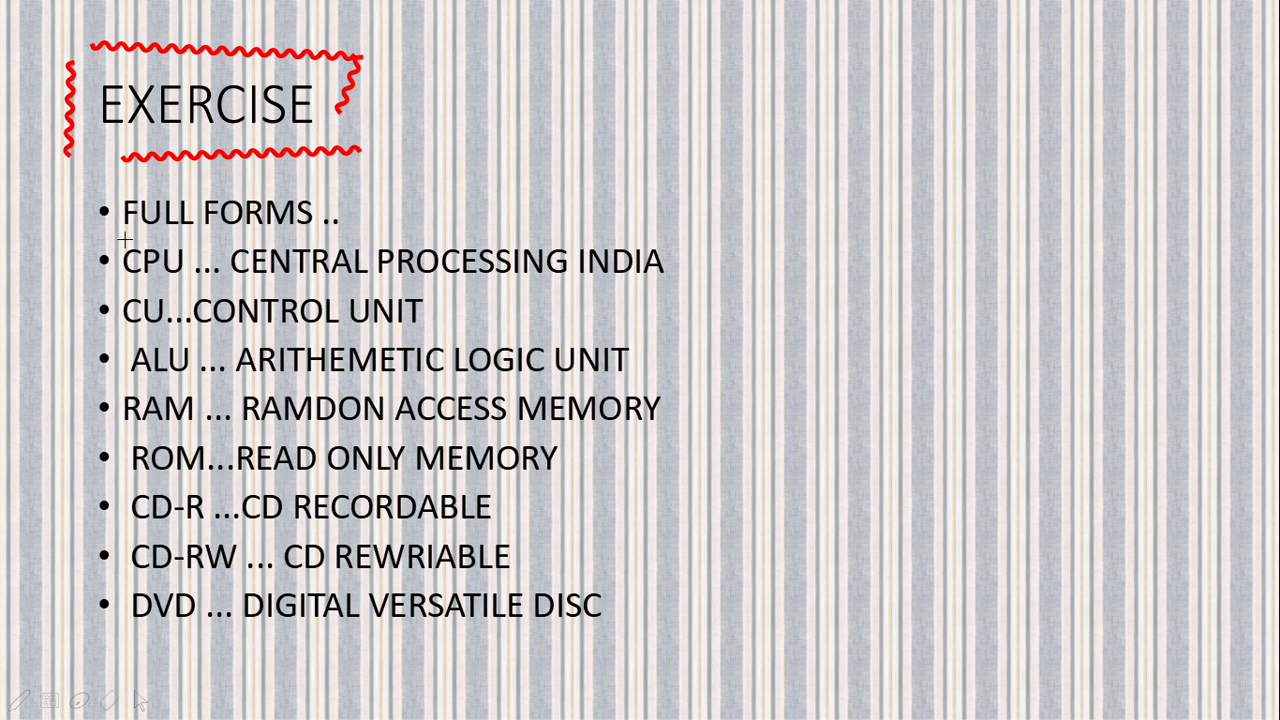 EXERCISE
• FULL FORMS ..
• CPU ... CENTRAL PROCESSING INDIA
• CU...CONTROL UNIT
• ALU ... ARITHEMETIC LOGIC UNIT
• RAM ... RAMDON ACCESS MEMORY
• ROM...READ ONLY MEMORY
• CD-R ...CD RECORDABLE
• CD-RW ... CD REWRIABLE
• DVD ... DIGITAL VERSATILE DISC